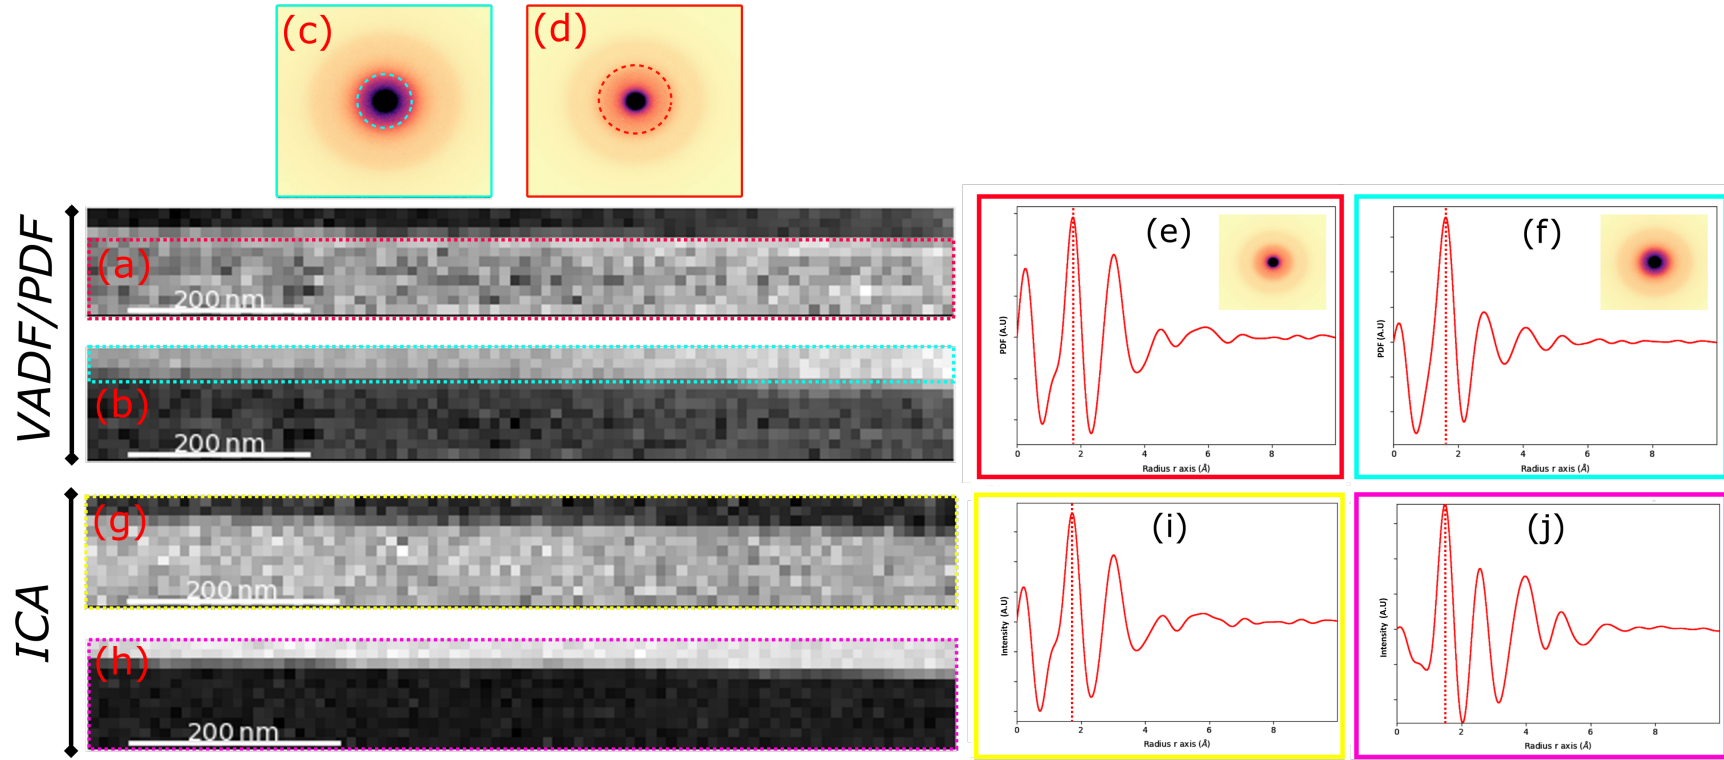 (c)
(d)
VADF/PDF
(a)
200 nm
(b)
200 nm
(e)
PDF (A.U)
0 2 4 6 8
Radius r axis (Å)
(f)
PDF (A.U)
0 2 4 6 8
Radius r axis (Å)
ICA
(g)
200 nm
(h)
200 nm
(i)
Intensity (A.U)
0 2 4 6 8
Radius r axis (Å)
(j)
Intensity (A.U)
0 2 4 6 8
Radius r axis (Å)